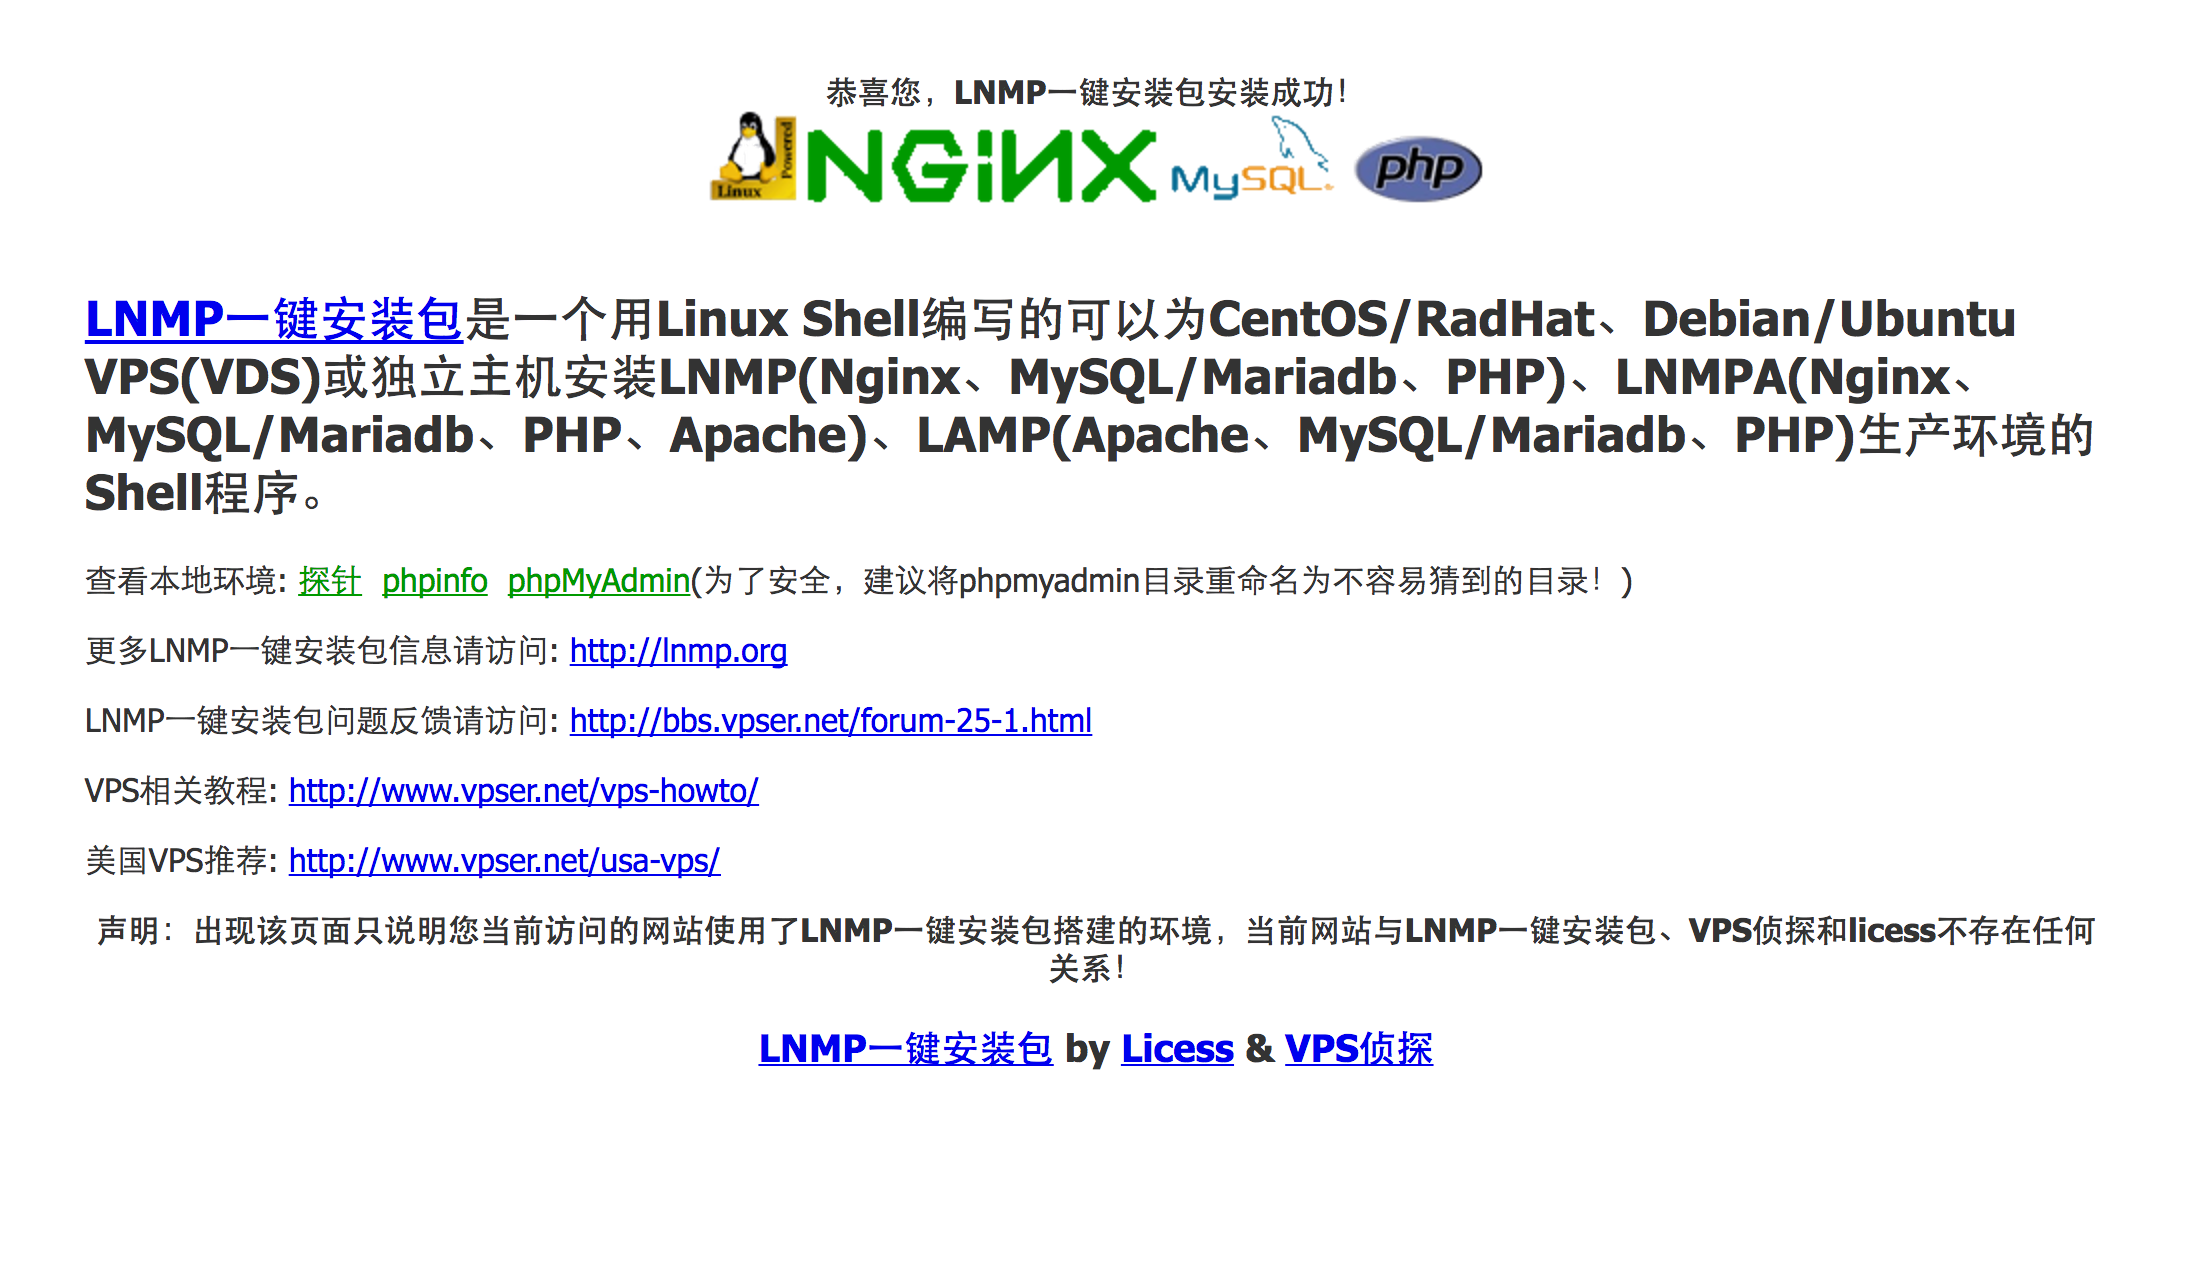 恭喜您，LNMP一键安装包安装成功！
Linux Powered NGiNX MySQL php
LNMP一键安装包是一个用Linux Shell编写的可以为CentOS/RadHat、Debian/Ubuntu
VPS(VDS)或独立主机安装LNMP(Nginx、MySQL/Mariadb、PHP)、LNMPA(Nginx、
MySQL/Mariadb、PHP、Apache)、LAMP(Apache、MySQL/Mariadb、PHP)生产环境的
Shell程序。
查看本地环境: 探针 phpinfo phpMyAdmin(为了安全，建议将phpmyadmin目录重命名为不容易猜到的目录！)
更多LNMP一键安装包信息请访问: http://lnmp.org
LNMP一键安装包问题反馈请访问: http://bbs.vpser.net/forum-25-1.html
VPS相关教程: http://www.vpser.net/vps-howto/
美国VPS推荐: http://www.vpser.net/usa-vps/
声明：出现该页面只说明您当前访问的网站使用了LNMP一键安装包搭建的环境，当前网站与LNMP一键安装包、VPS侦探和licess不存在任何
关系！
LNMP一键安装包 by Licess & VPS侦探